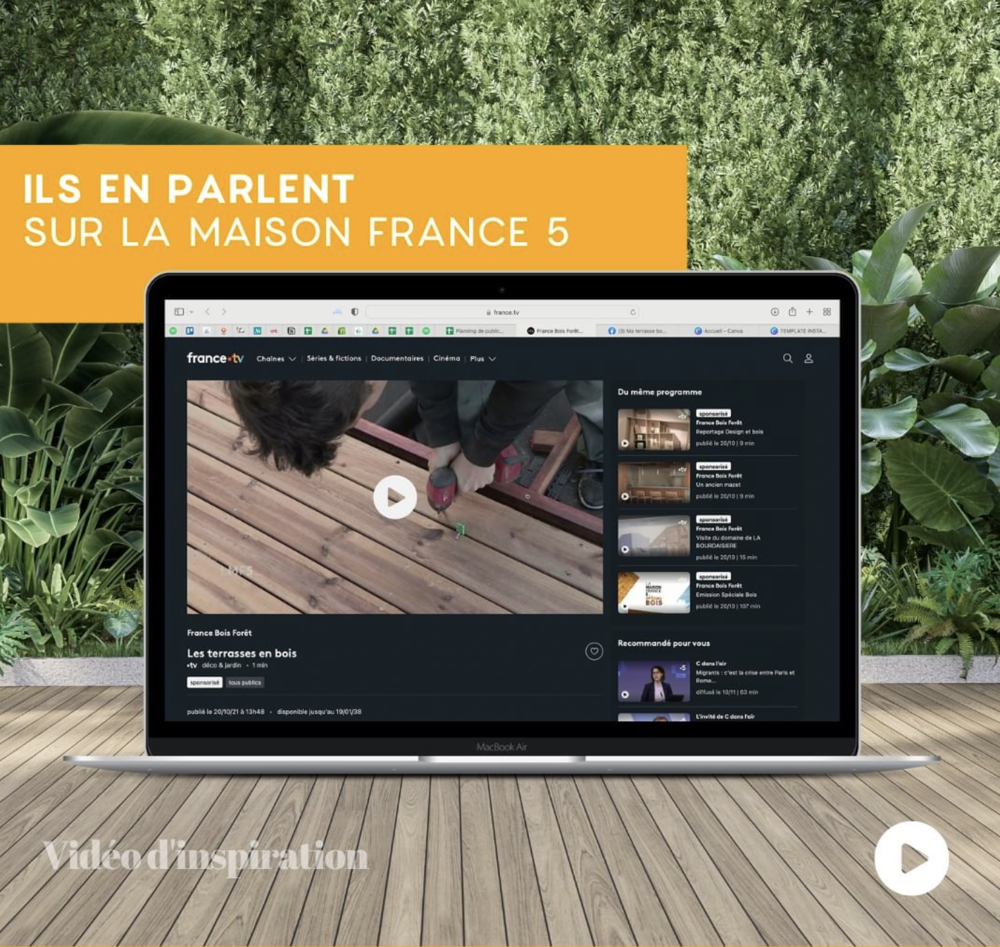 ILS EN PARLENT
SUR LA MAISON FRANCE 5
france.tv
Planning de public...
France Bois Forêt...
(3) Ma terrasse bo...
Accueil – Canva
TEMPLATE INSTA...
france•tv
Chaînes | Séries & fictions | Documentaires | Cinéma | Plus
LMF5
France Bois Forêt
Les terrasses en bois
•tv déco & jardin • 1 min
sponsorisé tous publics
publié le 20/10/21 à 13h48 • disponible jusqu'au 19/01/38
Du même programme
sponsorisé
France Bois Forêt
Reportage Design et bois
publié le 20/10 | 9 min
sponsorisé
France Bois Forêt
Un ancien mazet
publié le 20/10 | 9 min
sponsorisé
France Bois Forêt
Visite du domaine de LA
BOURDAISIERE
publié le 20/10 | 15 min
LA
MAISON
FRANCE
5
BOIS
sponsorisé
France Bois Forêt
Emission Spéciale Bois
publié le 20/10 | 107 min
Recommandé pour vous
C dans l'air
Migrants : c'est la crise entre Paris et
Rome...
diffusé le 10/11 | 63 min
L'invité de C dans l'air
MacBook Air
Vidéo d'inspiration